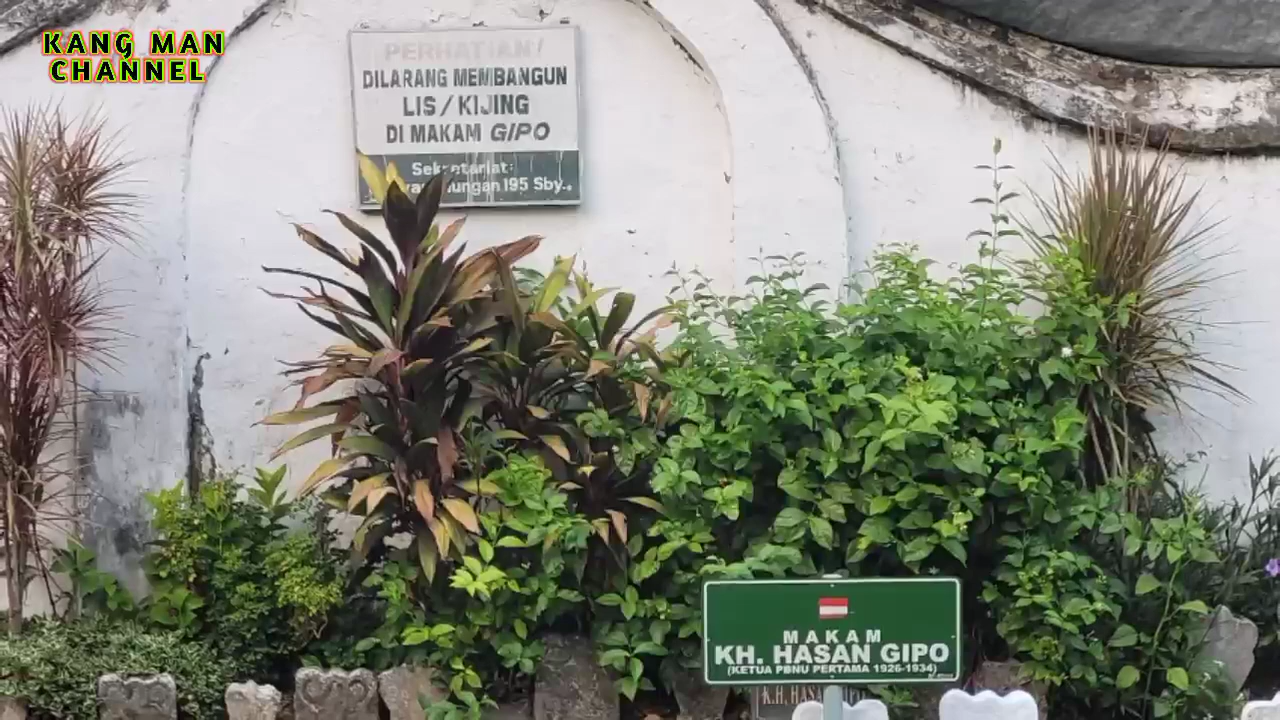 KANG MAN
CHANNEL
PERHATIAN!
DILARANG MEMBANGUN
LIS / KIJING
DI MAKAM GIPO
Sekretariat:
195 Sby.
MAKAM
KH. HASAN GIPO
(KETUA PBNU PERTAMA 1926-1934)
K.H, HASAN